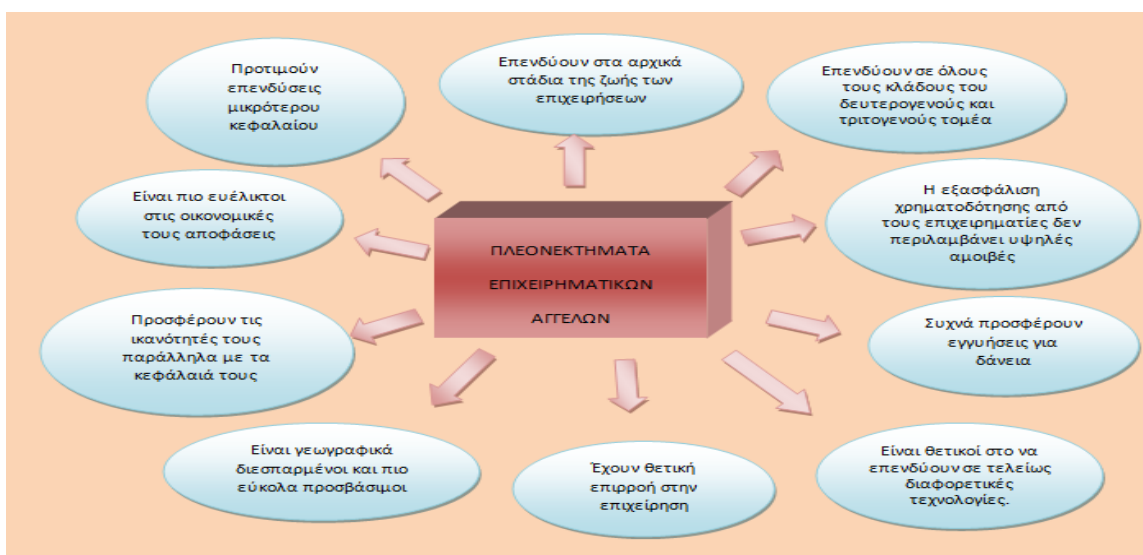 Προτιμούν
επενδύσεις
μικρότερου
κεφαλαίου
Επενδύουν στα αρχικά
στάδια της ζωής των
επιχειρήσεων
Επενδύουν σε όλους
τους κλάδους του
δευτερογενούς και
τριτογενούς τομέα
Είναι πιο ευέλικτοι
στις οικονομικές
τους αποφάσεις
Η εξασφάλιση
χρηματοδότησης από
τους επιχειρηματίες δεν
περιλαμβάνει υψηλές
αμοιβές
ΠΛΕΟΝΕΚΤΗΜΑΤΑ
ΕΠΙΧΕΙΡΗΜΑΤΙΚΩΝ
ΑΓΓΕΛΩΝ
Προσφέρουν τις
ικανότητές τους
παράλληλα με τα
κεφάλαιά τους
Συχνά προσφέρουν
εγγυήσεις για
δάνεια
Είναι γεωγραφικά
διεσπαρμένοι και πιο
εύκολα προσβάσιμοι
Έχουν θετική
επιρροή στην
επιχείρηση
Είναι θετικοί στο να
επενδύουν σε τελείως
διαφορετικές
τεχνολογίες.